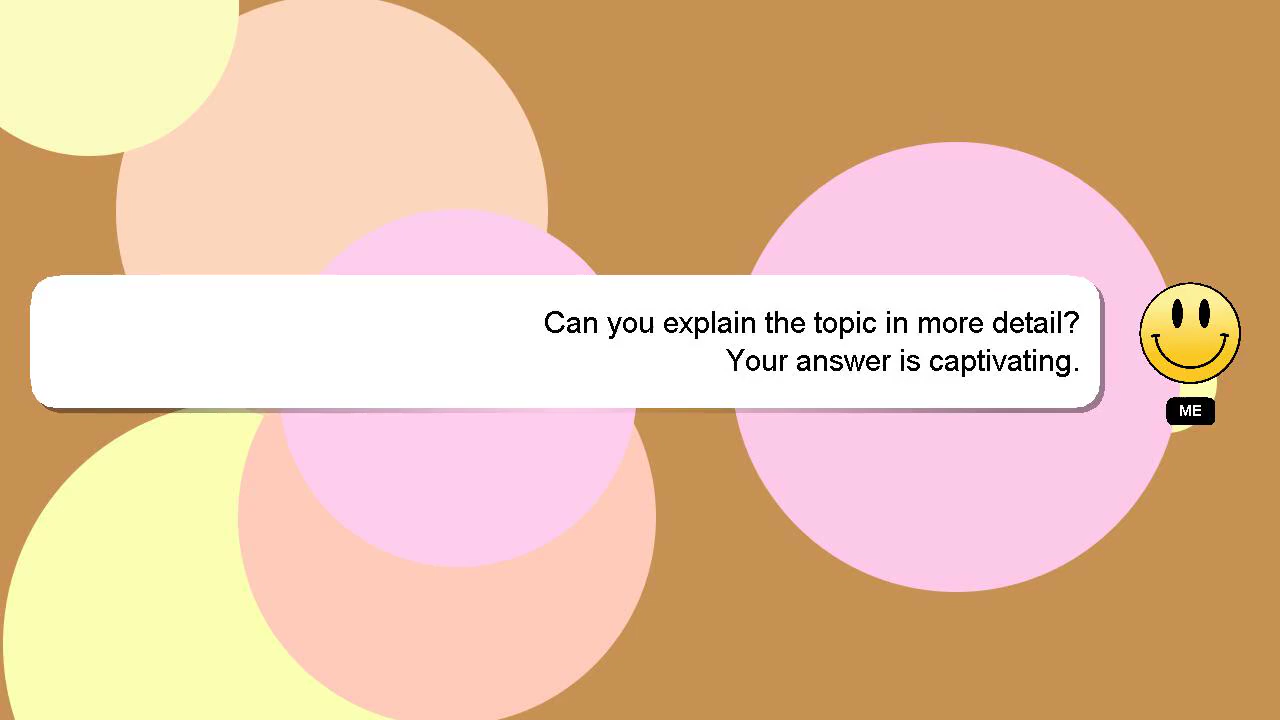 Can you explain the topic in more detail?
Your answer is captivating.
ME